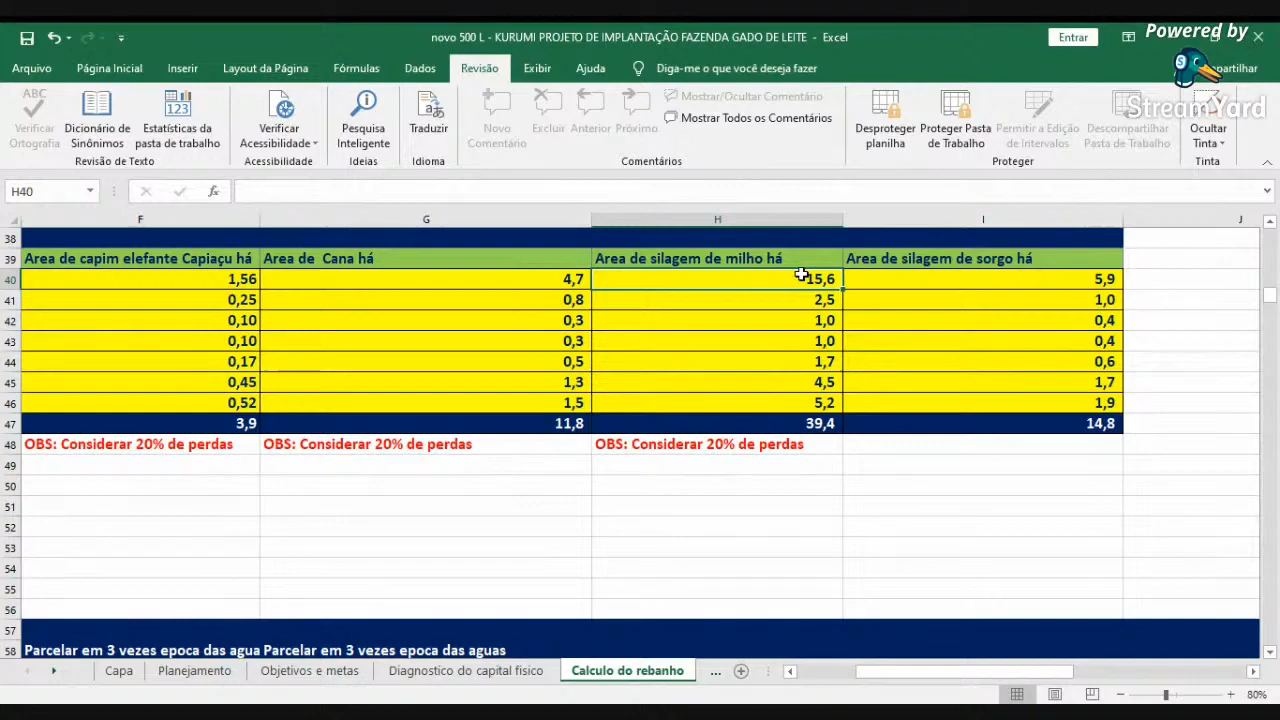 Powered by
StreamYard
novo 500 L - KURUMI PROJETO DE IMPLANTAÇÃO FAZENDA GADO DE LEITE - Excel
Entrar
Arquivo Página Inicial Inserir Layout da Página Fórmulas Dados Revisão Exibir Ajuda Diga-me o que você deseja fazer
Verificar Ortografia
Dicionário de Sinônimos
Estatísticas da pasta de trabalho
Verificar Acessibilidade
Pesquisa Inteligente
Traduzir
Novo Comentário
Excluir
Anterior
Próximo
Mostrar/Ocultar Comentário
Mostrar Todos os Comentários
Desproteger planilha
Proteger Pasta de Trabalho
Permitir a Edição de Intervalos
Descompartilhar Pasta de Trabalho
Ocultar Tinta
Revisão de Texto Acessibilidade Ideias Idioma Comentários Proteger Tinta
H40 fx
F G H I J
38
39 Area de capim elefante Capiaçu há Area de Cana há Area de silagem de milho há Area de silagem de sorgo há
40 1,56 4,7 15,6 5,9
41 0,25 0,8 2,5 1,0
42 0,10 0,3 1,0 0,4
43 0,10 0,3 1,0 0,4
44 0,17 0,5 1,7 0,6
45 0,45 1,3 4,5 1,7
46 0,52 1,5 5,2 1,9
47 3,9 11,8 39,4 14,8
48 OBS: Considerar 20% de perdas OBS: Considerar 20% de perdas OBS: Considerar 20% de perdas
49
50
51
52
53
54
55
56
57
58 Parcelar em 3 vezes epoca das agua Parcelar em 3 vezes epoca das aguas
Capa Planejamento Objetivos e metas Diagnostico do capital fisico Calculo do rebanho ...
80%